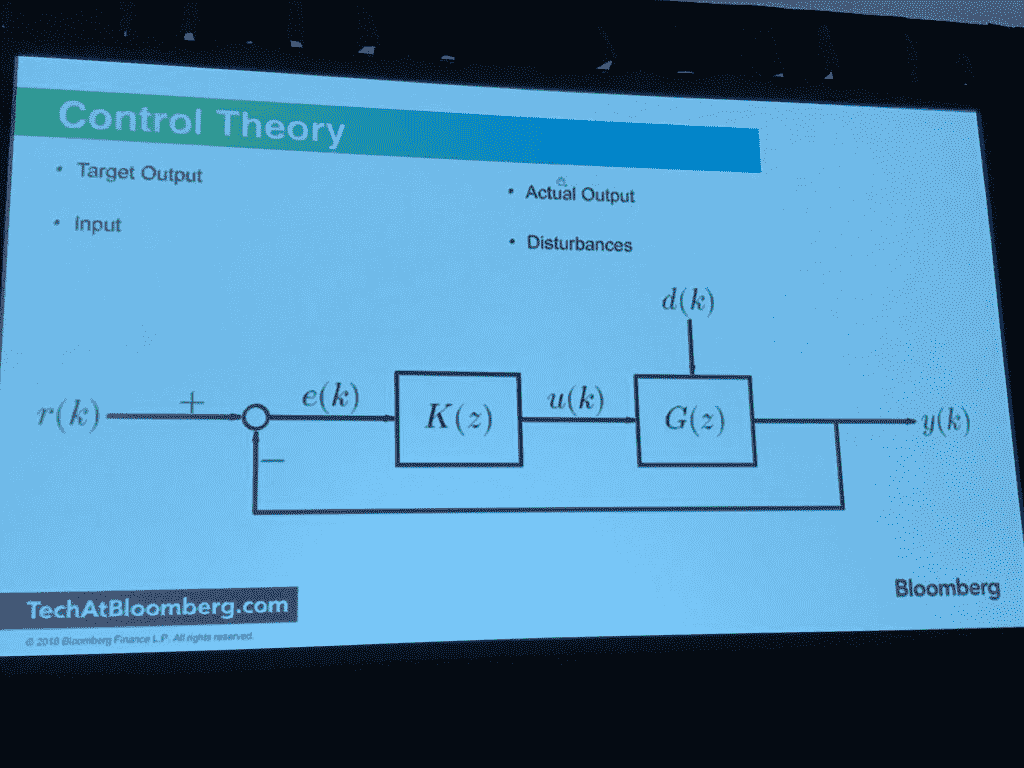 Control Theory
• Target Output
• Input
• Actual Output
• Disturbances
d(k)
r(k)
+
e(k)
K(z)
u(k)
G(z)
y(k)
−
Bloomberg
TechAtBloomberg.com
© 2018 Bloomberg Finance L.P. All rights reserved.